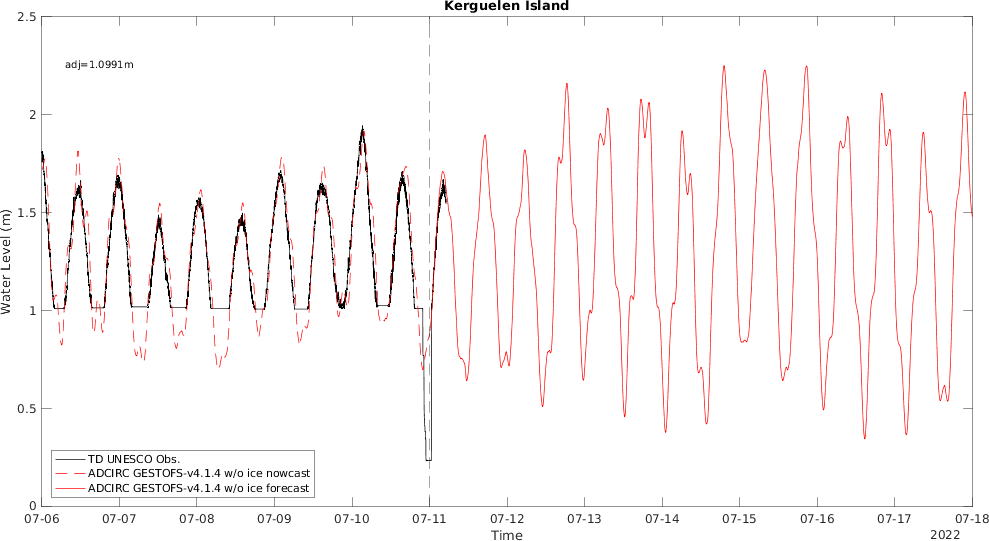 Kerguelen Island
2.5
2
1.5
1
0.5
0
Water Level (m)
adj=1.0991m
TD UNESCO Obs.
ADCIRC GESTOFS-v4.1.4 w/o ice nowcast
ADCIRC GESTOFS-v4.1.4 w/o ice forecast
07-06 07-07 07-08 07-09 07-10 07-11 07-12 07-13 07-14 07-15 07-16 07-17 07-18
Time
2022